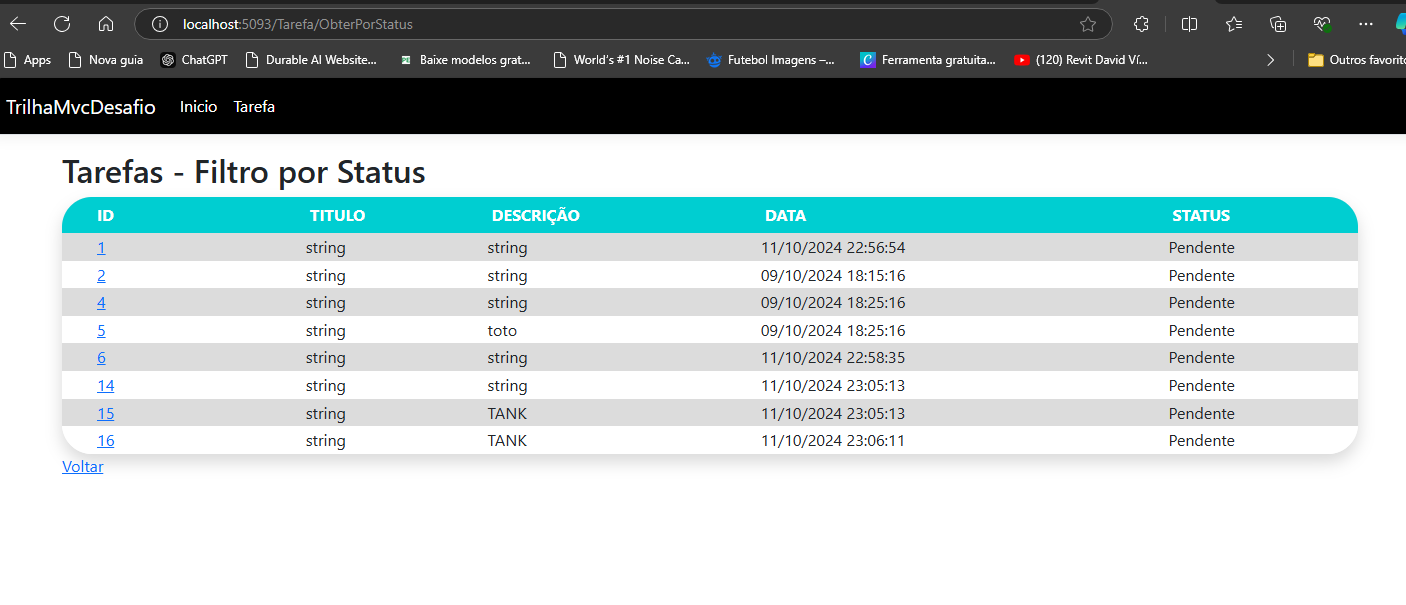 localhost:5093/Tarefa/ObterPorStatus
Apps Nova guia ChatGPT Durable AI Website... Baixe modelos grat... World's #1 Noise Ca... Futebol Imagens –... Ferramenta gratuita... (120) Revit David Ví... Outros favorito
TrilhaMvcDesafio Inicio Tarefa
Tarefas - Filtro por Status
ID TITULO DESCRIÇÃO DATA STATUS
1 string string 11/10/2024 22:56:54 Pendente
2 string string 09/10/2024 18:15:16 Pendente
4 string string 09/10/2024 18:25:16 Pendente
5 string toto 09/10/2024 18:25:16 Pendente
6 string string 11/10/2024 22:58:35 Pendente
14 string string 11/10/2024 23:05:13 Pendente
15 string TANK 11/10/2024 23:05:13 Pendente
16 string TANK 11/10/2024 23:06:11 Pendente
Voltar